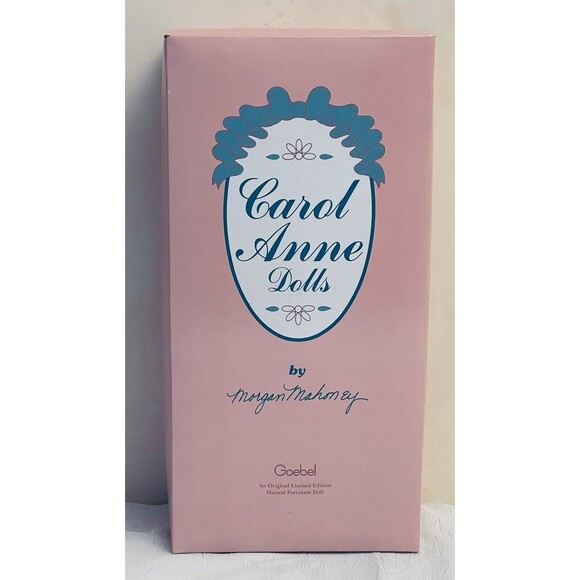 Carol
Anne
Dolls
by
Morgan Mahoney
Goebel
An Original Limited Edition
Musical Porcelain Doll